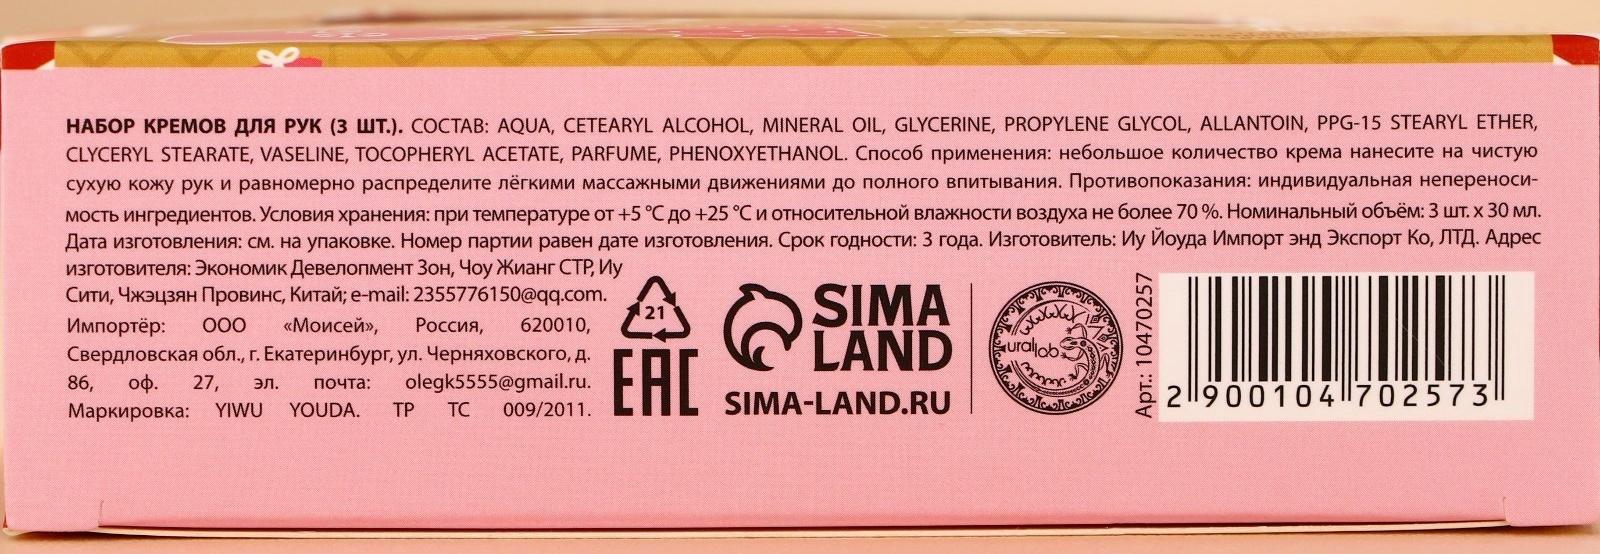 НАБОР КРЕМОВ ДЛЯ РУК (3 ШТ.). СОСТАВ: AQUA, CETEARYL ALCOHOL, MINERAL OIL, GLYCERINE, PROPYLENE GLYCOL, ALLANTOIN, PPG-15 STEARYL ETHER,
CLYCERYL STEARATE, VASELINE, TOCOPHERYL ACETATE, PARFUME, PHENOXYETHANOL. Способ применения: небольшое количество крема нанесите на чистую
сухую кожу рук и равномерно распределите лёгкими массажными движениями до полного впитывания. Противопоказания: индивидуальная непереноси-
мость ингредиентов. Условия хранения: при температуре от +5 °C до +25 °C и относительной влажности воздуха не более 70 %. Номинальный объём: 3 шт. x 30 мл.
Дата изготовления: см. на упаковке. Номер партии равен дате изготовления. Срок годности: 3 года. Изготовитель: Иу Йоуда Импорт энд Экспорт Ко, ЛТД. Адрес
изготовителя: Экономик Девелопмент Зон, Чоу Жианг СТР, Иу
Сити, Чжэцзян Провинс, Китай; e-mail: 2355776150@qq.com.
Импортёр: ООО «Моисей», Россия, 620010,
Свердловская обл., г. Екатеринбург, ул. Черняховского, д.
86, оф. 27, эл. почта: olegk5555@gmail.ru.
Маркировка: YIWU YOUDA. ТР ТС 009/2011.
21
EAC
SIMA
LAND
SIMA-LAND.RU
urallab
Арт.: 10470257
2 900104 702573